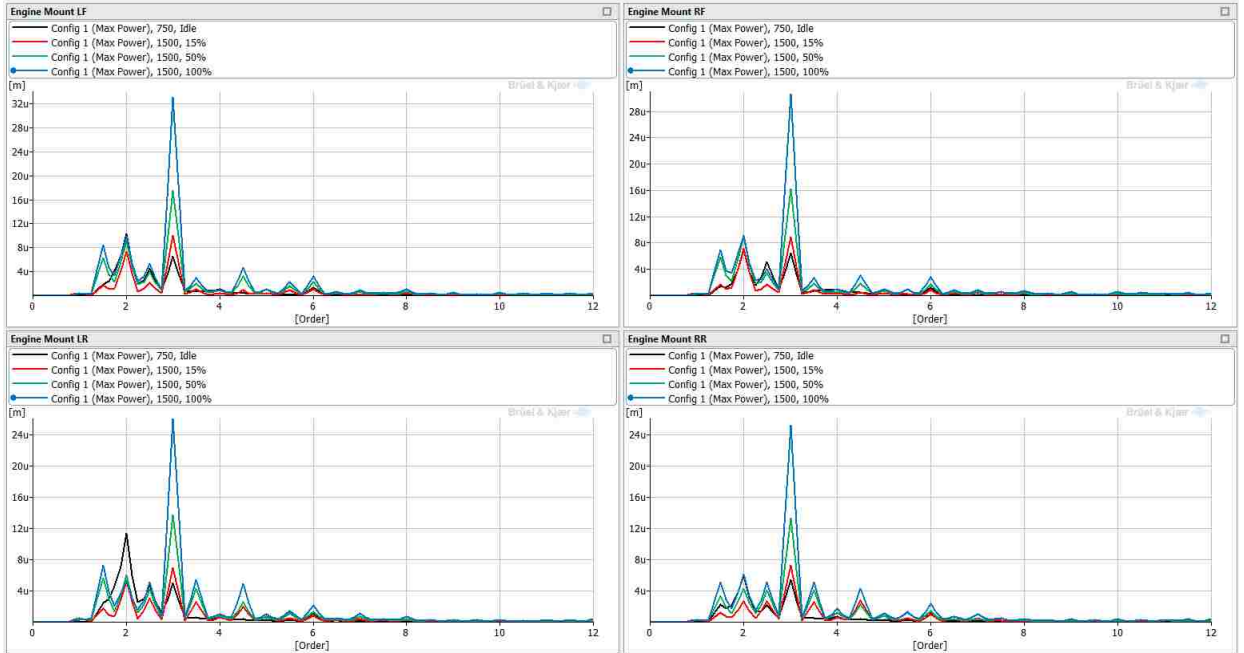 Engine Mount LF
Config 1 (Max Power), 750, Idle
Config 1 (Max Power), 1500, 15%
Config 1 (Max Power), 1500, 50%
Config 1 (Max Power), 1500, 100%
[m]
Brüel & Kjær
32u
28u
24u
20u
16u
12u
8u
4u
0 2 4 6 8 10 12
[Order]
Engine Mount RF
Config 1 (Max Power), 750, Idle
Config 1 (Max Power), 1500, 15%
Config 1 (Max Power), 1500, 50%
Config 1 (Max Power), 1500, 100%
[m]
Brüel & Kjær
28u
24u
20u
16u
12u
8u
4u
0 2 4 6 8 10 12
[Order]
Engine Mount LR
Config 1 (Max Power), 750, Idle
Config 1 (Max Power), 1500, 15%
Config 1 (Max Power), 1500, 50%
Config 1 (Max Power), 1500, 100%
[m]
Brüel & Kjær
24u
20u
16u
12u
8u
4u
0 2 4 6 8 10 12
[Order]
Engine Mount RR
Config 1 (Max Power), 750, Idle
Config 1 (Max Power), 1500, 15%
Config 1 (Max Power), 1500, 50%
Config 1 (Max Power), 1500, 100%
[m]
Brüel & Kjær
24u
20u
16u
12u
8u
4u
0 2 4 6 8 10 12
[Order]